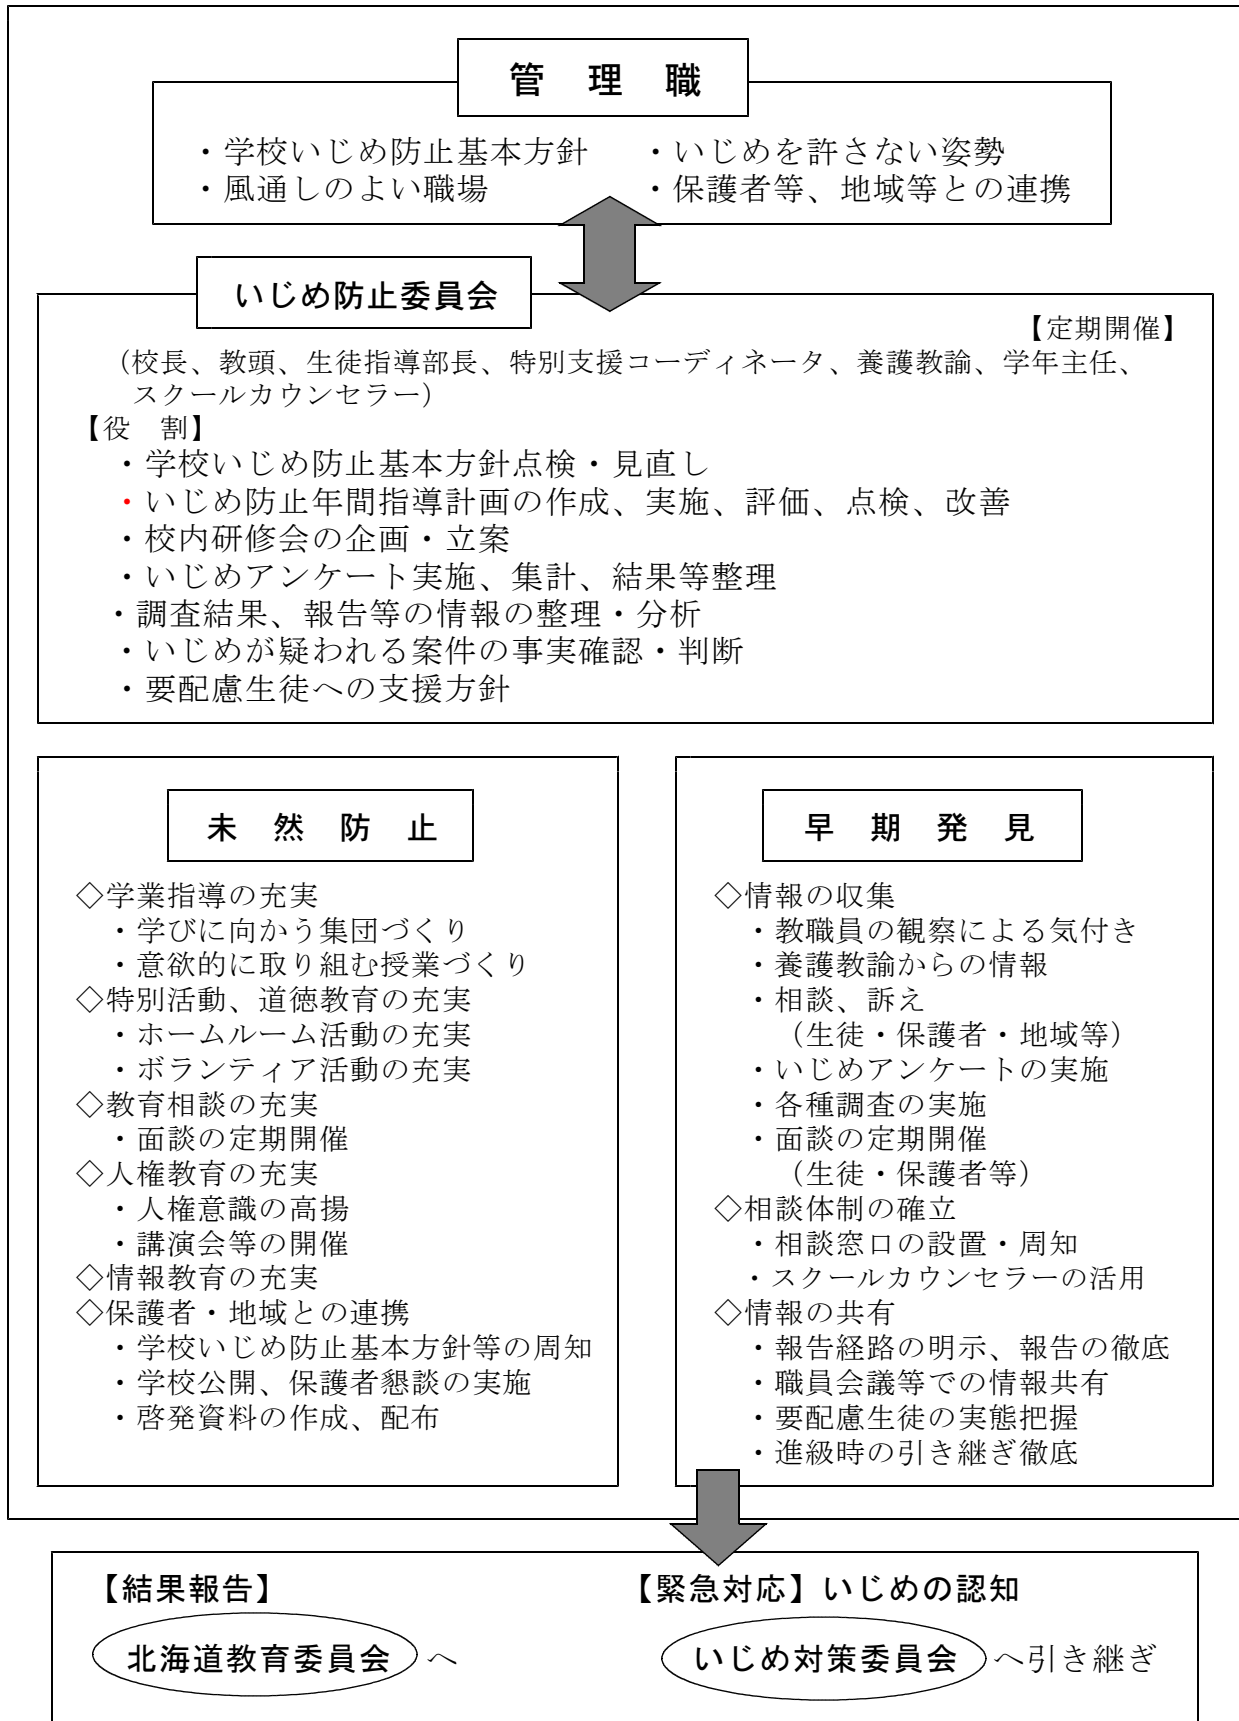 管　理　職
・学校いじめ防止基本方針　　・いじめを許さない姿勢
・風通しのよい職場　　　　　・保護者等、地域等との連携
いじめ防止委員会
【定期開催】
（校長、教頭、生徒指導部長、特別支援コーディネータ、養護教諭、学年主任、
スクールカウンセラー）
【役　割】
・学校いじめ防止基本方針点検・見直し
・いじめ防止年間指導計画の作成、実施、評価、点検、改善
・校内研修会の企画・立案
・いじめアンケート実施、集計、結果等整理
・調査結果、報告等の情報の整理・分析
・いじめが疑われる案件の事実確認・判断
・要配慮生徒への支援方針
未　然　防　止
◇学業指導の充実
・学びに向かう集団づくり
・意欲的に取り組む授業づくり
◇特別活動、道徳教育の充実
・ホームルーム活動の充実
・ボランティア活動の充実
◇教育相談の充実
・面談の定期開催
◇人権教育の充実
・人権意識の高揚
・講演会等の開催
◇情報教育の充実
◇保護者・地域との連携
・学校いじめ防止基本方針等の周知
・学校公開、保護者懇談の実施
・啓発資料の作成、配布
早　期　発　見
◇情報の収集
・教職員の観察による気付き
・養護教諭からの情報
・相談、訴え
（生徒・保護者・地域等）
・いじめアンケートの実施
・各種調査の実施
・面談の定期開催
（生徒・保護者等）
◇相談体制の確立
・相談窓口の設置・周知
・スクールカウンセラーの活用
◇情報の共有
・報告経路の明示、報告の徹底
・職員会議等での情報共有
・要配慮生徒の実態把握
・進級時の引き継ぎ徹底
【結果報告】
北海道教育委員会へ
【緊急対応】いじめの認知
いじめ対策委員会へ引き継ぎ